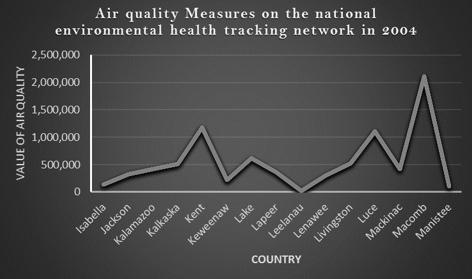 Air quality Measures on the national
environmental health tracking network in 2004
VALUE OF AIR QUALITY
2,500,000
2,000,000
1,500,000
1,000,000
500,000
0
Isabella
Jackson
Kalamazoo
Kalkaska
Kent
Keweenaw
Lake
Lapeer
Leelanau
Lenawee
Livingston
Luce
Mackinac
Macomb
Manistee
COUNTRY